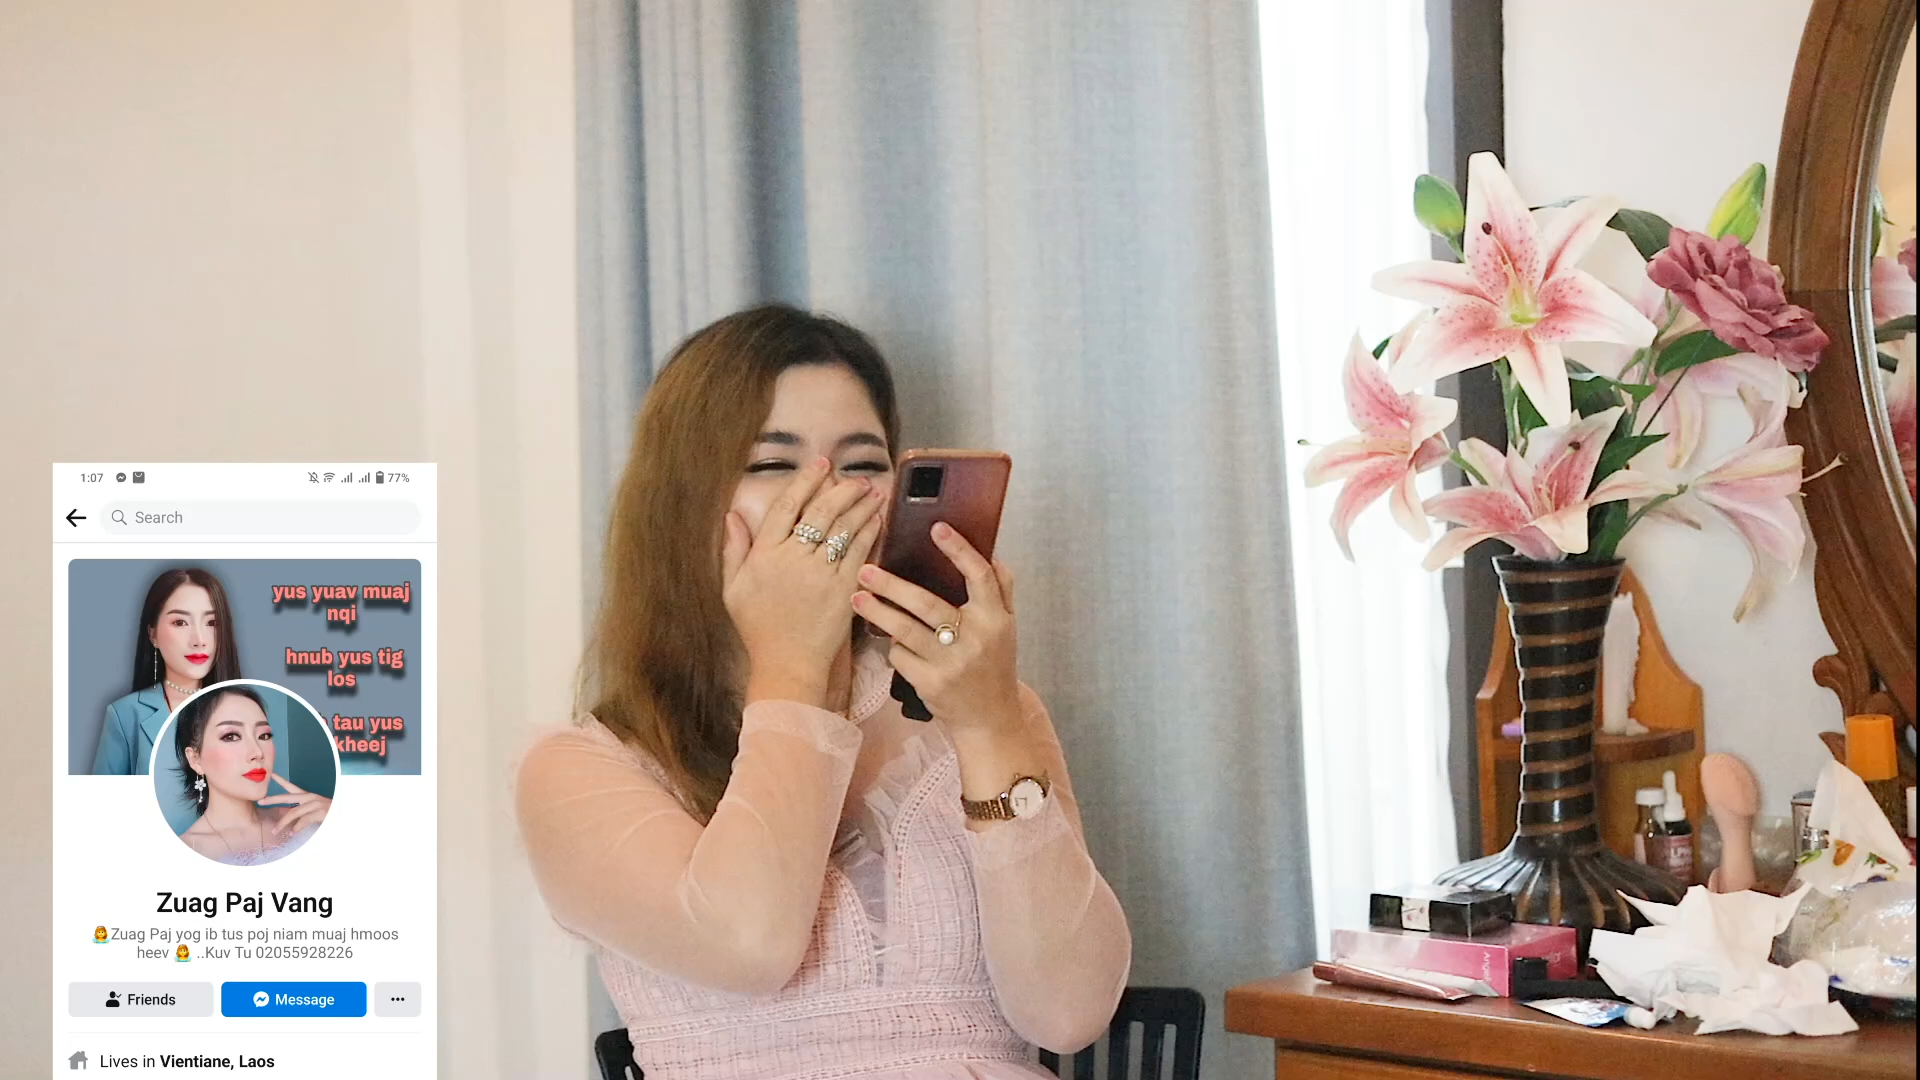 1:07
77%
Search
yus yuav muaj
nqi
hnub yus tig
los
tau yus
kheej
Zuag Paj Vang
Zuag Paj yog ib tus poj niam muaj hmoos
heev ..Kuv Tu 02055928226
Friends
Message
Lives in Vientiane, Laos